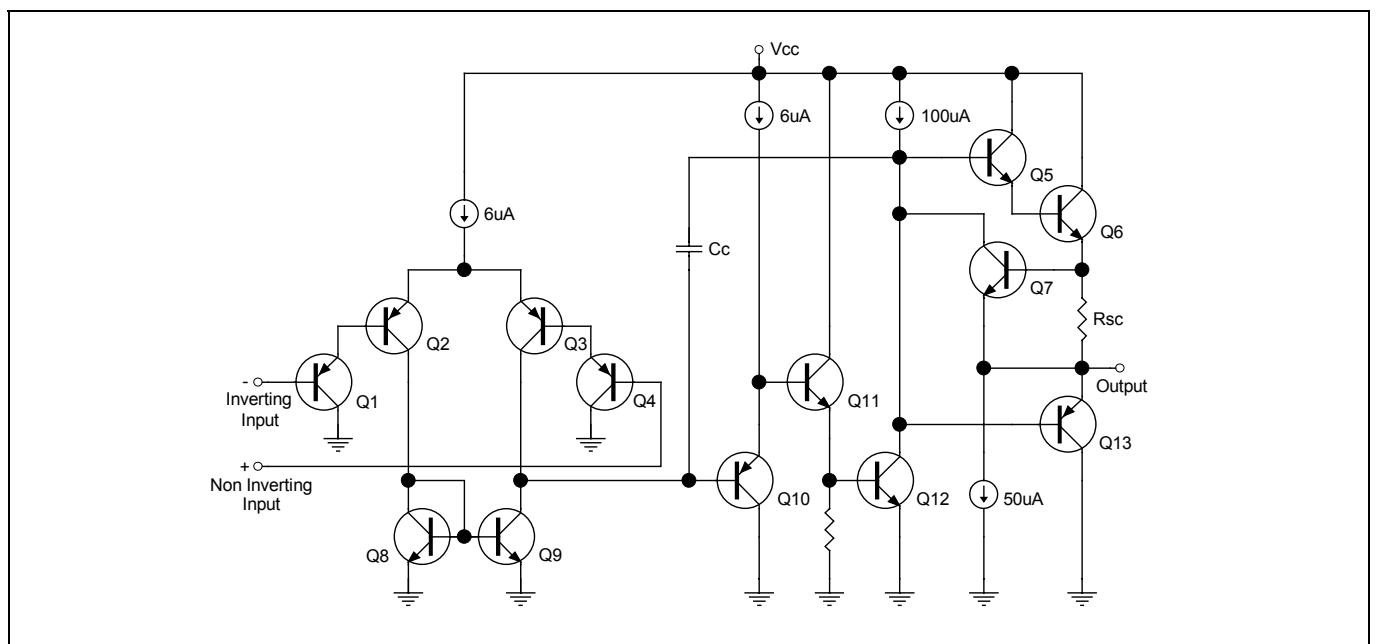 Vcc
6uA
100uA
Q5
6uA
Q6
Cc
Q7
Rsc
Q2
Q3
- Inverting Input
Q1
Q4
Output
Q11
Q13
+ Non Inverting Input
Q10
Q12
50uA
Q8
Q9